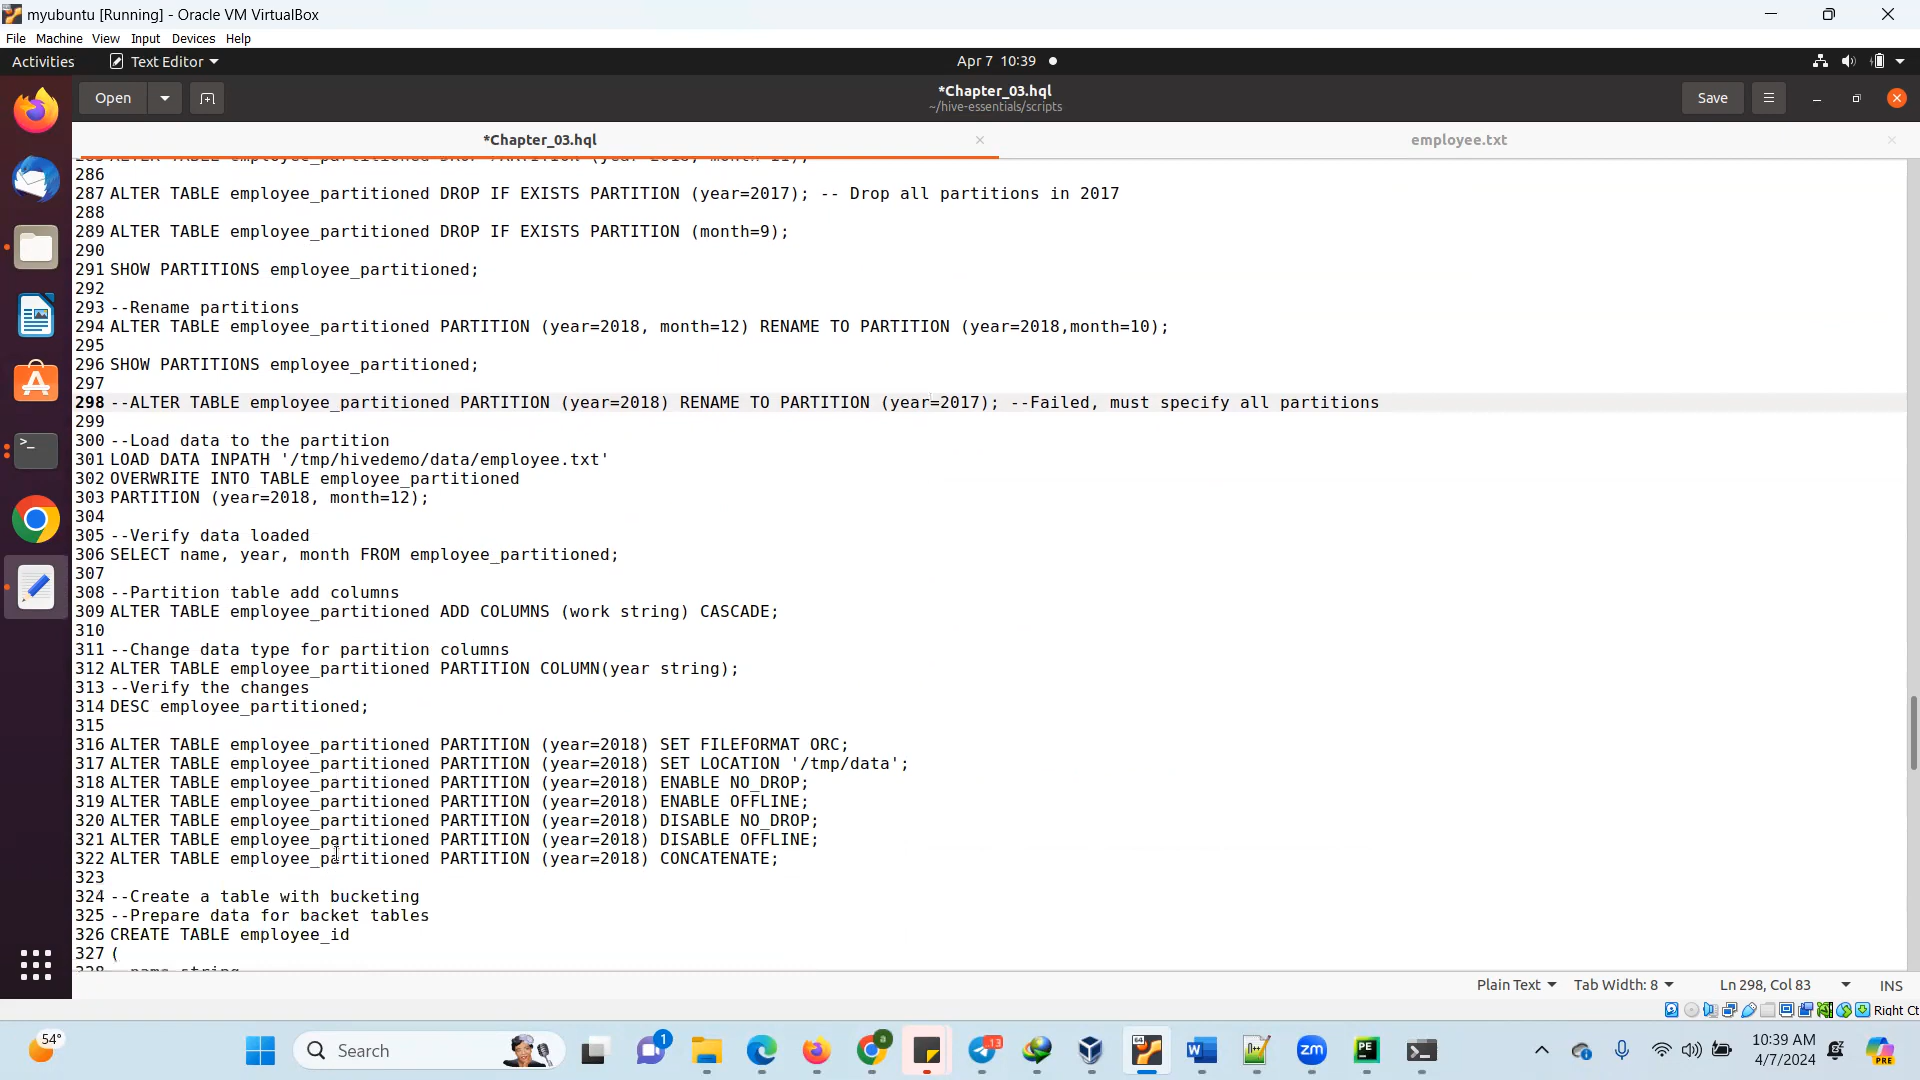 myubuntu [Running] - Oracle VM VirtualBox
File Machine View Input Devices Help
Activities Text Editor Apr 7 10:39
Open *Chapter_03.hql Save
~/hive-essentials/scripts
*Chapter_03.hql employee.txt
286
287 ALTER TABLE employee_partitioned DROP IF EXISTS PARTITION (year=2017); -- Drop all partitions in 2017
288
289 ALTER TABLE employee_partitioned DROP IF EXISTS PARTITION (month=9);
290
291 SHOW PARTITIONS employee_partitioned;
292
293 --Rename partitions
294 ALTER TABLE employee_partitioned PARTITION (year=2018, month=12) RENAME TO PARTITION (year=2018,month=10);
295
296 SHOW PARTITIONS employee_partitioned;
297
298 --ALTER TABLE employee_partitioned PARTITION (year=2018) RENAME TO PARTITION (year=2017); --Failed, must specify all partitions
299
300 --Load data to the partition
301 LOAD DATA INPATH '/tmp/hivedemo/data/employee.txt'
302 OVERWRITE INTO TABLE employee_partitioned
303 PARTITION (year=2018, month=12);
304
305 --Verify data loaded
306 SELECT name, year, month FROM employee_partitioned;
307
308 --Partition table add columns
309 ALTER TABLE employee_partitioned ADD COLUMNS (work string) CASCADE;
310
311 --Change data type for partition columns
312 ALTER TABLE employee_partitioned PARTITION COLUMN(year string);
313 --Verify the changes
314 DESC employee_partitioned;
315
316 ALTER TABLE employee_partitioned PARTITION (year=2018) SET FILEFORMAT ORC;
317 ALTER TABLE employee_partitioned PARTITION (year=2018) SET LOCATION '/tmp/data';
318 ALTER TABLE employee_partitioned PARTITION (year=2018) ENABLE NO_DROP;
319 ALTER TABLE employee_partitioned PARTITION (year=2018) ENABLE OFFLINE;
320 ALTER TABLE employee_partitioned PARTITION (year=2018) DISABLE NO_DROP;
321 ALTER TABLE employee_partitioned PARTITION (year=2018) DISABLE OFFLINE;
322 ALTER TABLE employee_partitioned PARTITION (year=2018) CONCATENATE;
323
324 --Create a table with bucketing
325 --Prepare data for backet tables
326 CREATE TABLE employee_id
327 (
Plain Text Tab Width: 8 Ln 298, Col 83 INS
Right Ct
54° Search 10:39 AM
4/7/2024